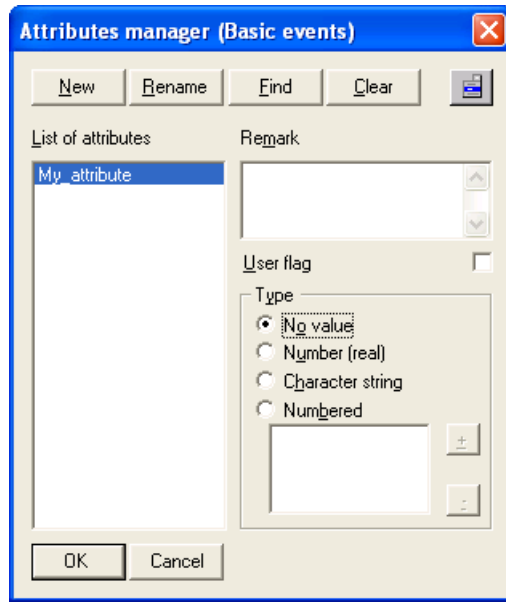 Attributes manager (Basic events)
New Rename Find Clear
List of attributes
My_attribute
Remark
User flag
Type
No value
Number (real)
Character string
Numbered
+
-
OK Cancel